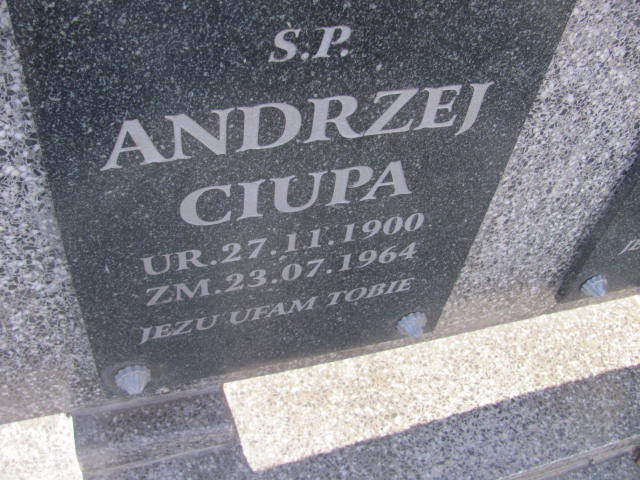 S.P.
ANDRZEJ
CIUPA
UR.27.11.1900
ZM.23.07.1964
JEZU UFAM TOBIE